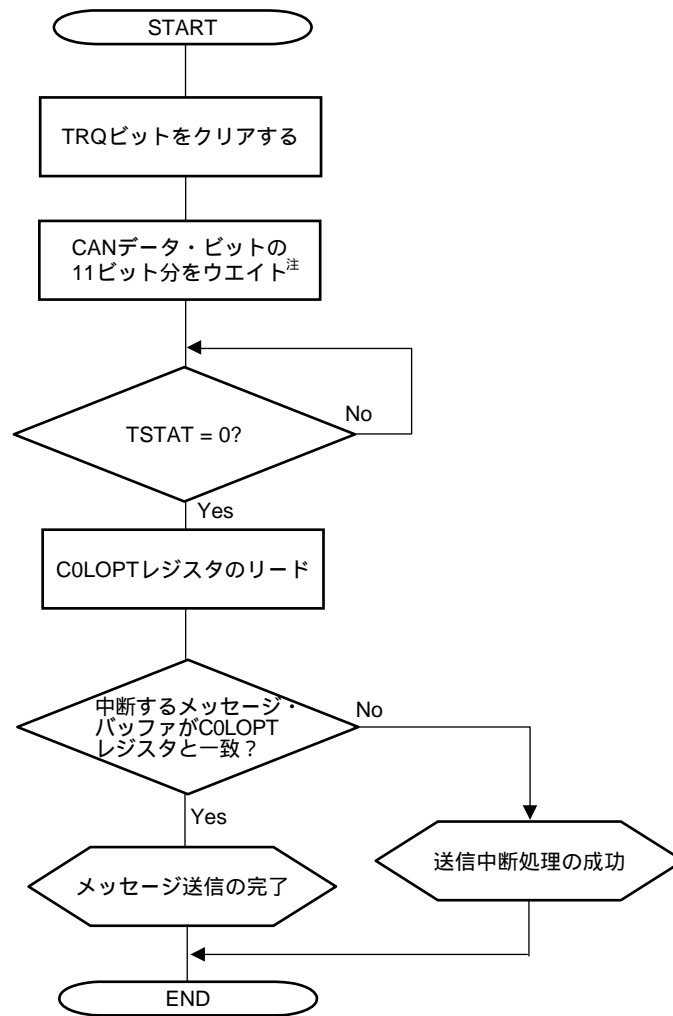 START
TRQビットをクリアする
CANデータ・ビットの
11ビット分をウエイト注
TSTAT = 0?
No
Yes
C0LOPTレジスタのリード
中断するメッセージ・
バッファがC0LOPT
レジスタと一致？
No
Yes
メッセージ送信の完了
送信中断処理の成功
END